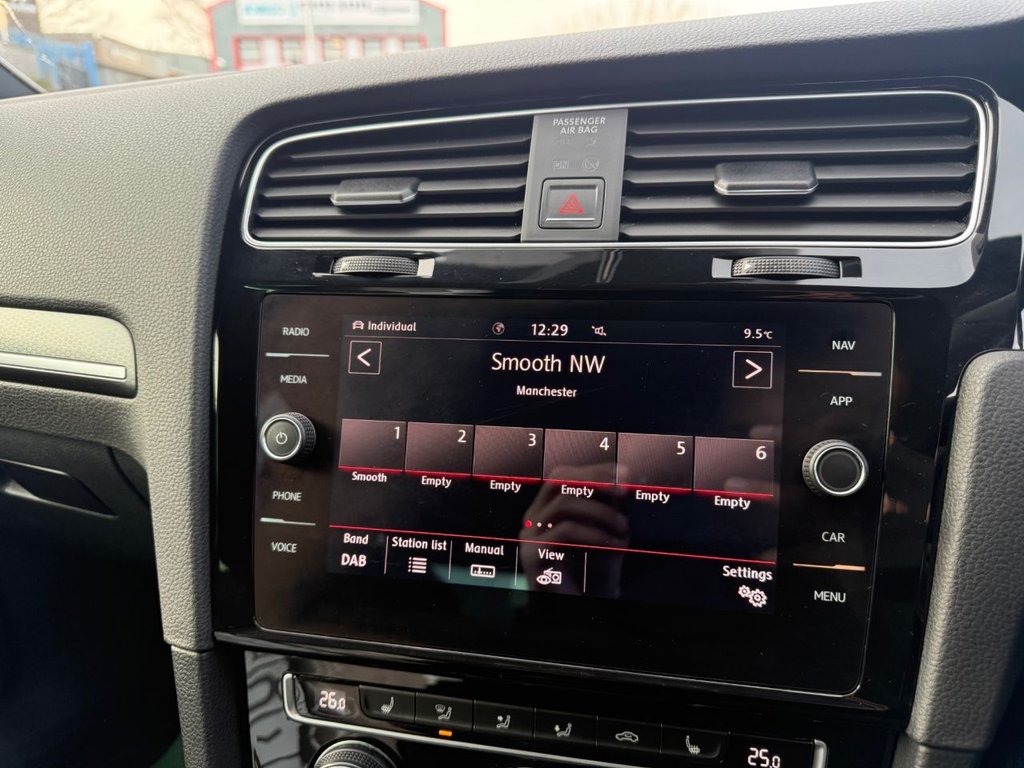 PASSENGER
AIR BAG
RADIO
MEDIA
PHONE
VOICE
Individual 12:29 9.5°C
< Smooth NW >
Manchester
1 2 3 4 5 6
Smooth Empty Empty Empty Empty Empty
Band Station list Manual View
DAB
Settings
NAV
APP
CAR
MENU
26.0
25.0